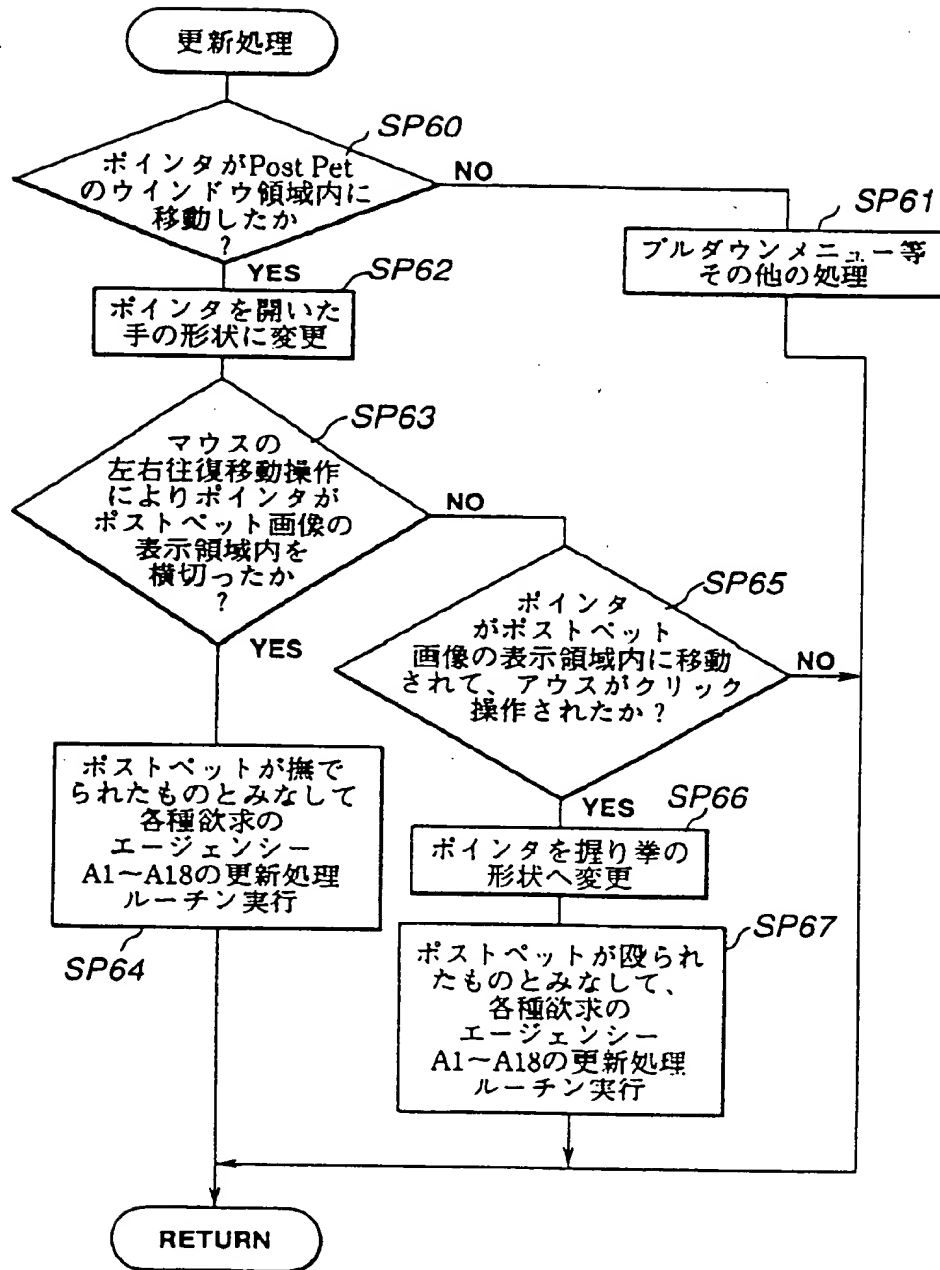 更新処理
SP60
ポインタがPost Pet
のウインドウ領域内に
移動したか
?
NO
YES
SP61
プルダウンメニュー等
その他の処理
SP62
ポインタを開いた
手の形状に変更
SP63
マウスの
左右往復移動操作
によりポインタが
ポストペット画像の
表示領域内を
横切ったか
?
NO
YES
SP65
ポインタ
がポストペット
画像の表示領域内に移動
されて、アウスがクリック
操作されたか?
NO
YES
ポストペットが撫で
られたものとみなして
各種欲求の
エージェンシー
A1~A18の更新処理
ルーチン実行
SP64
SP66
ポインタを握り拳の
形状へ変更
SP67
ポストペットが殴られ
たものとみなして、
各種欲求の
エージェンシー
A1~A18の更新処理
ルーチン実行
RETURN